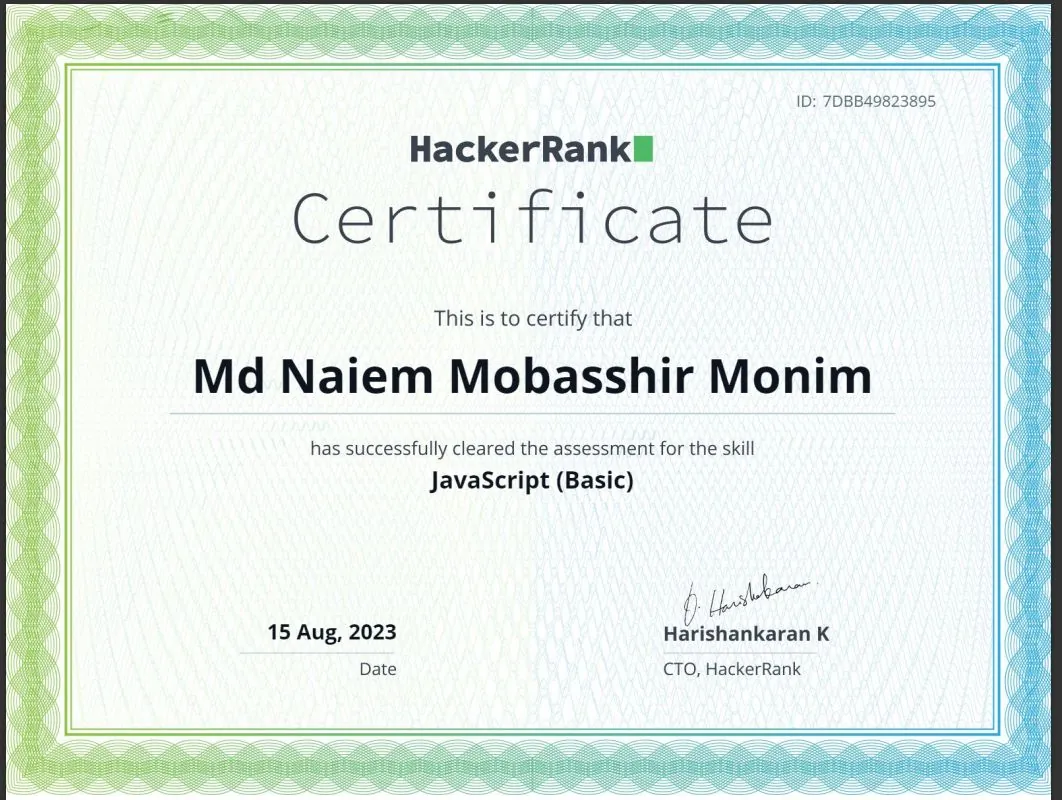 ID: 7DBB49823895
HackerRank
Certificate
This is to certify that
Md Naiem Mobasshir Monim
has successfully cleared the assessment for the skill
JavaScript (Basic)
15 Aug, 2023
Date
Harishankaran K
CTO, HackerRank